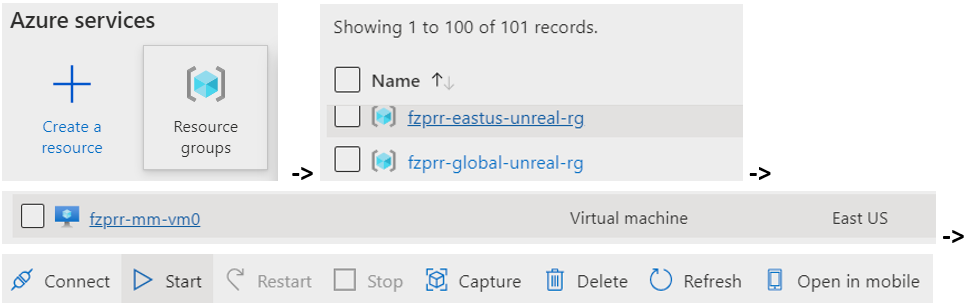 Azure services
Create a
resource
Resource
groups
->
Showing 1 to 100 of 101 records.
Name ↑↓
fzprr-eastus-unreal-rg
fzprr-global-unreal-rg
->
fzprr-mm-vm0 Virtual machine East US
->
Connect Start Restart Stop Capture Delete Refresh Open in mobile